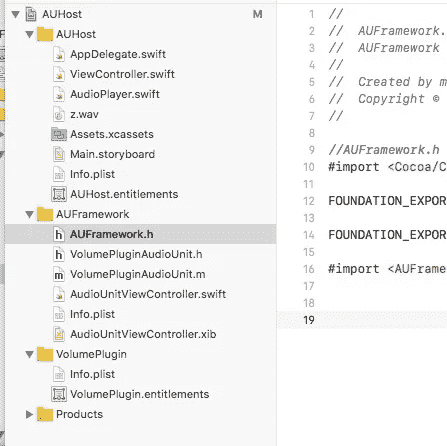 AUHost M
AUHost
AppDelegate.swift
ViewController.swift
AudioPlayer.swift
z.wav
Assets.xcassets
Main.storyboard
Info.plist
AUHost.entitlements
AUFramework
h AUFramework.h
h VolumePluginAudioUnit.h
m VolumePluginAudioUnit.m
AudioUnitViewController.swift
Info.plist
AudioUnitViewController.xib
VolumePlugin
Info.plist
VolumePlugin.entitlements
Products
1 //
2 // AUFramework.
3 // AUFramework
4 //
5 // Created by m
6 // Copyright ©
7 //
8
9 //AUFramework.h
10 #import <Cocoa/C
11
12 FOUNDATION_EXPOR
13
14 FOUNDATION_EXPOR
15
16 #import <AUFrame
17
18
19